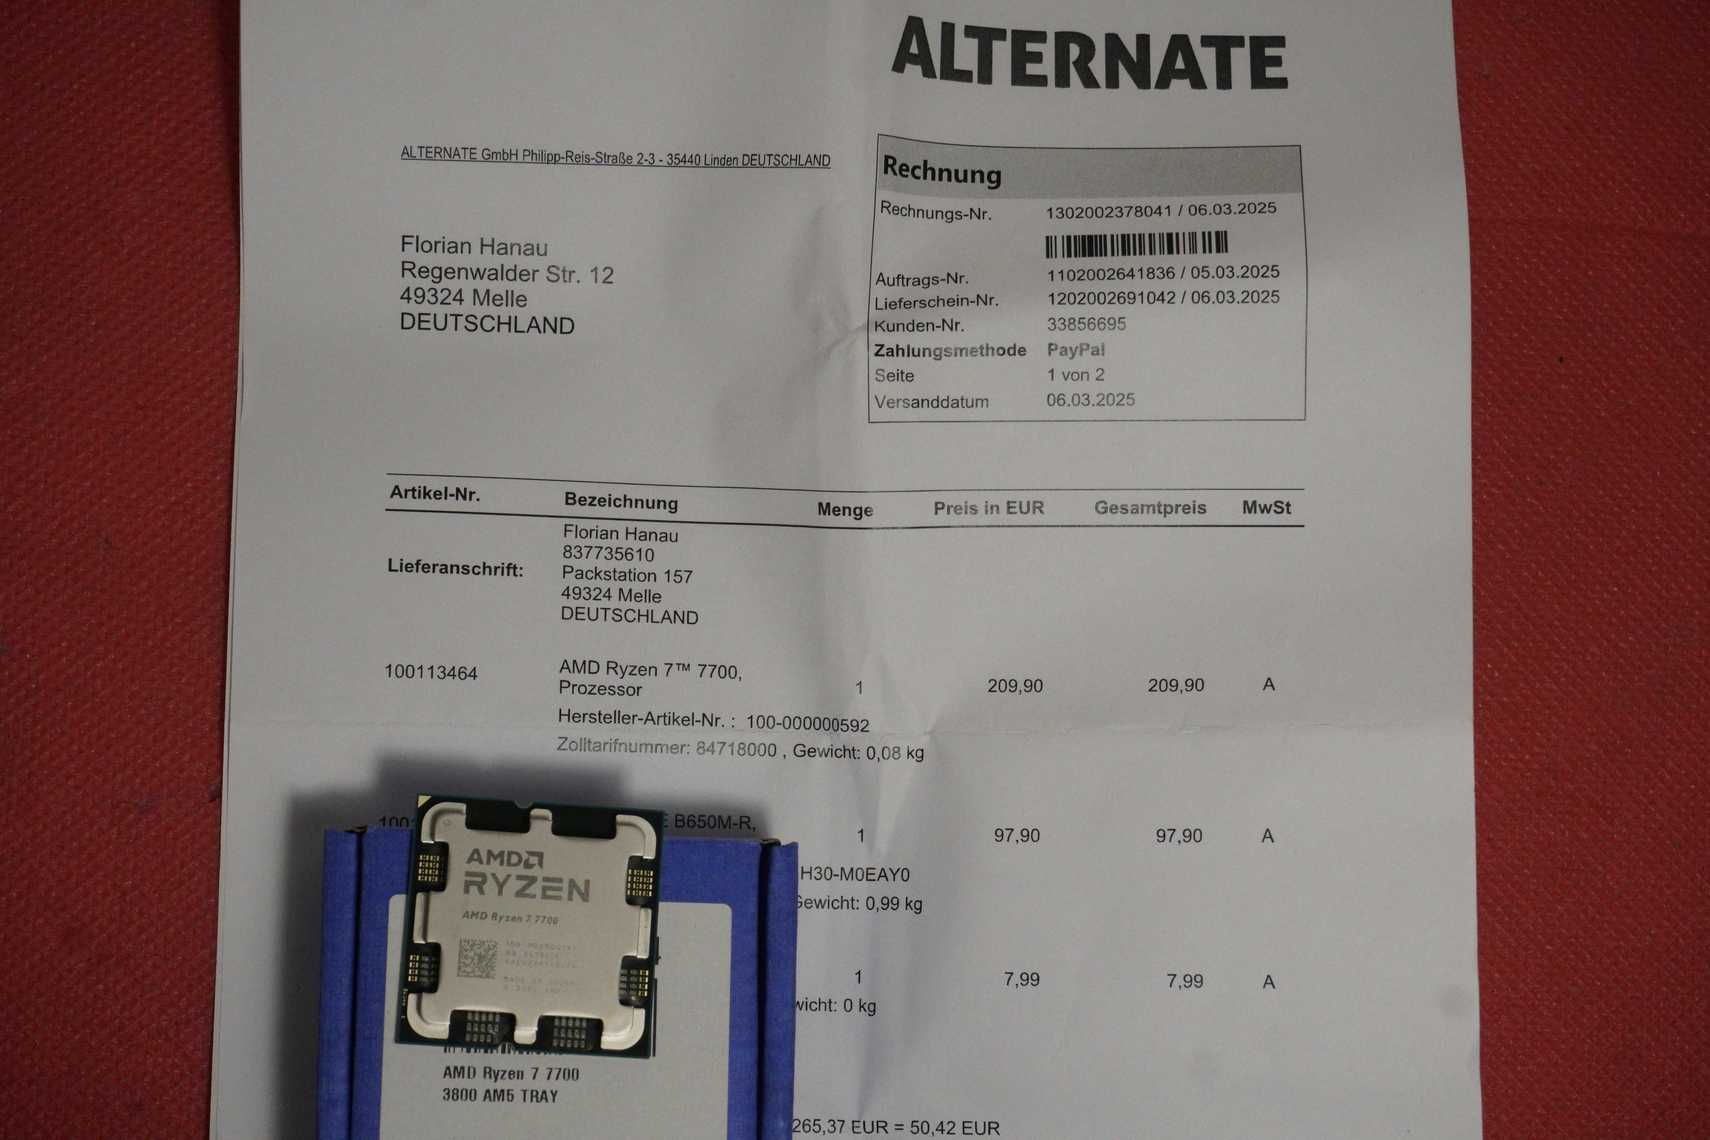 ALTERNATE
ALTERNATE GmbH Philipp-Reis-Straße 2-3 - 35440 Linden DEUTSCHLAND
Florian Hanau
Regenwalder Str. 12
49324 Melle
DEUTSCHLAND
Rechnung
Rechnungs-Nr. 1302002378041 / 06.03.2025
Auftrags-Nr. 1102002641836 / 05.03.2025
Lieferschein-Nr. 1202002691042 / 06.03.2025
Kunden-Nr. 33856695
Zahlungsmethode PayPal
Seite 1 von 2
Versanddatum 06.03.2025
Artikel-Nr. Bezeichnung Menge Preis in EUR Gesamtpreis MwSt
Lieferanschrift: Florian Hanau
837735610
Packstation 157
49324 Melle
DEUTSCHLAND
100113464 AMD Ryzen 7™ 7700,
Prozessor 1 209,90 209,90 A
Hersteller-Artikel-Nr. : 100-000000592
Zolltarifnummer: 84718000 , Gewicht: 0,08 kg
B650M-R, 1 97,90 97,90 A
H30-M0EAY0
Gewicht: 0,99 kg
1 7,99 7,99 A
wicht: 0 kg
265,37 EUR = 50,42 EUR
AMD
RYZEN
AMD Ryzen 7 7700
AMD Ryzen 7 7700
3800 AM5 TRAY